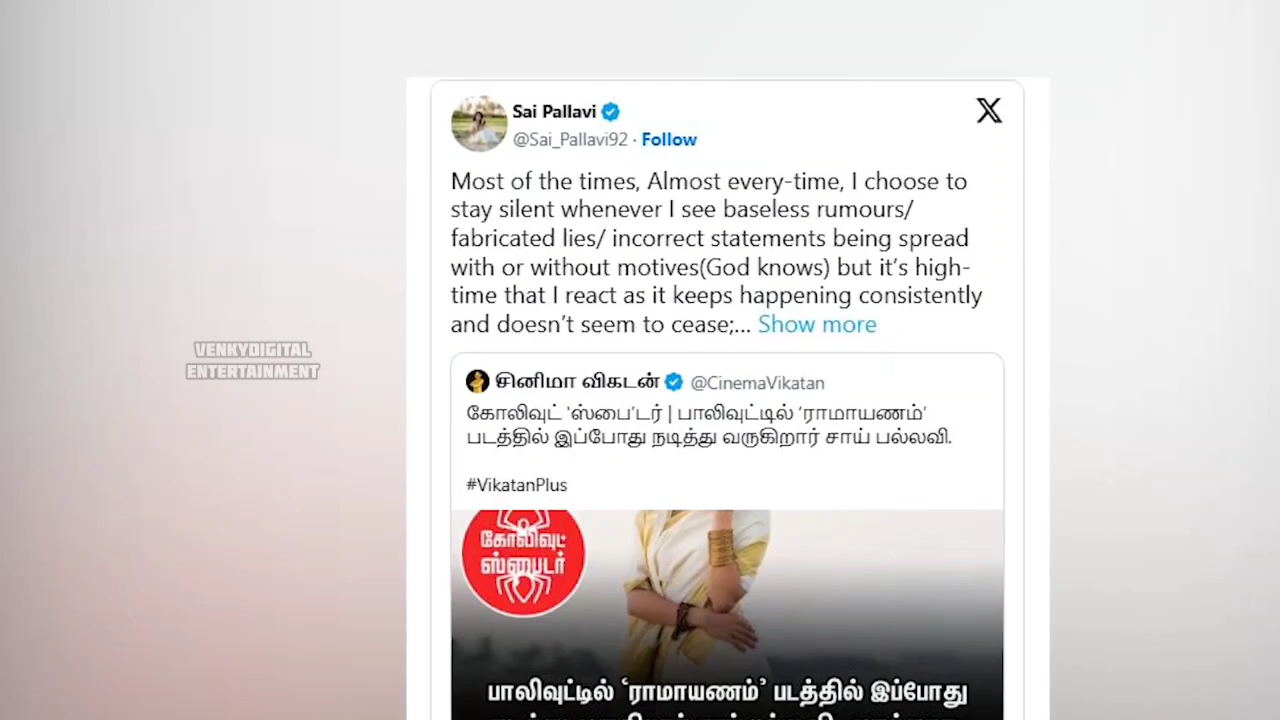 Sai Pallavi
@Sai_Pallavi92 · Follow
Most of the times, Almost every-time, I choose to
stay silent whenever I see baseless rumours/
fabricated lies/ incorrect statements being spread
with or without motives(God knows) but it's high-
time that I react as it keeps happening consistently
and doesn't seem to cease;... Show more
VENKYDIGITAL
ENTERTAINMENT
சினிமா விகடன் @CinemaVikatan
கோலிவுட் 'ஸ்பை'டர் | பாலிவுட்டில் 'ராமாயணம்'
படத்தில் இப்போது நடித்து வருகிறார் சாய் பல்லவி.
#VikatanPlus
கோலிவுட்
ஸ்பைடர்
பாலிவுட்டில் 'ராமாயணம்' படத்தில் இப்போது